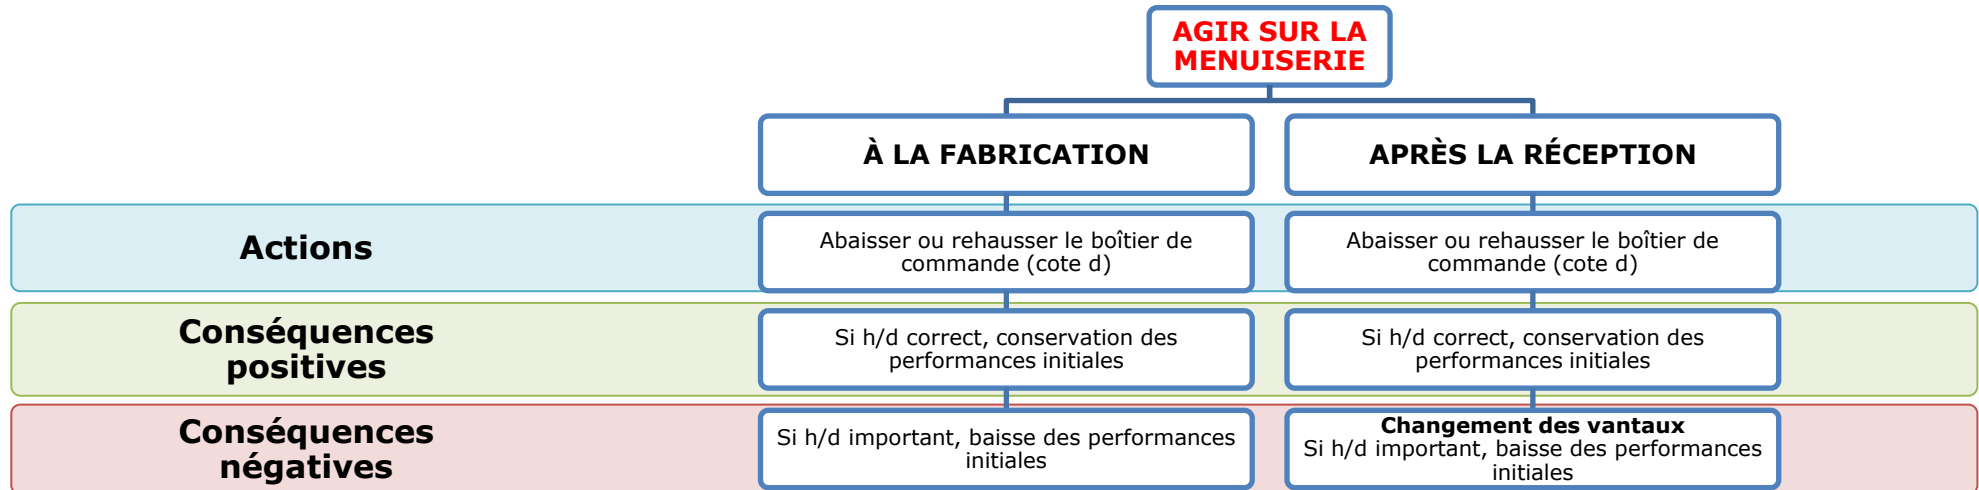 AGIR SUR LA
MENUISERIE
À LA FABRICATION
APRÈS LA RÉCEPTION
Actions
Abaisser ou rehausser le boîtier de
commande (cote d)
Abaisser ou rehausser le boîtier de
commande (cote d)
Conséquences
positives
Si h/d correct, conservation des
performances initiales
Si h/d correct, conservation des
performances initiales
Conséquences
négatives
Si h/d important, baisse des performances
initiales
Changement des vantaux
Si h/d important, baisse des performances
initiales